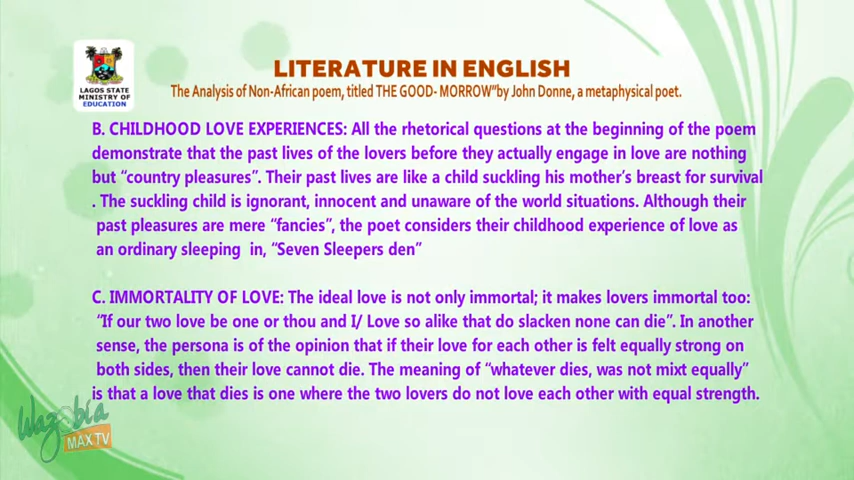 LAGOS STATE
MINISTRY OF
EDUCATION
LITERATURE IN ENGLISH
The Analysis of Non-African poem, titled THE GOOD- MORROW"by John Donne, a metaphysical poet.
B. CHILDHOOD LOVE EXPERIENCES: All the rhetorical questions at the beginning of the poem
demonstrate that the past lives of the lovers before they actually engage in love are nothing
but "country pleasures". Their past lives are like a child suckling his mother's breast for survival
. The suckling child is ignorant, innocent and unaware of the world situations. Although their
past pleasures are mere "fancies", the poet considers their childhood experience of love as
an ordinary sleeping in, "Seven Sleepers den"
C. IMMORTALITY OF LOVE: The ideal love is not only immortal; it makes lovers immortal too:
"If our two love be one or thou and I/ Love so alike that do slacken none can die". In another
sense, the persona is of the opinion that if their love for each other is felt equally strong on
both sides, then their love cannot die. The meaning of "whatever dies, was not mixt equally"
is that a love that dies is one where the two lovers do not love each other with equal strength.
Wazobia
MAX TV